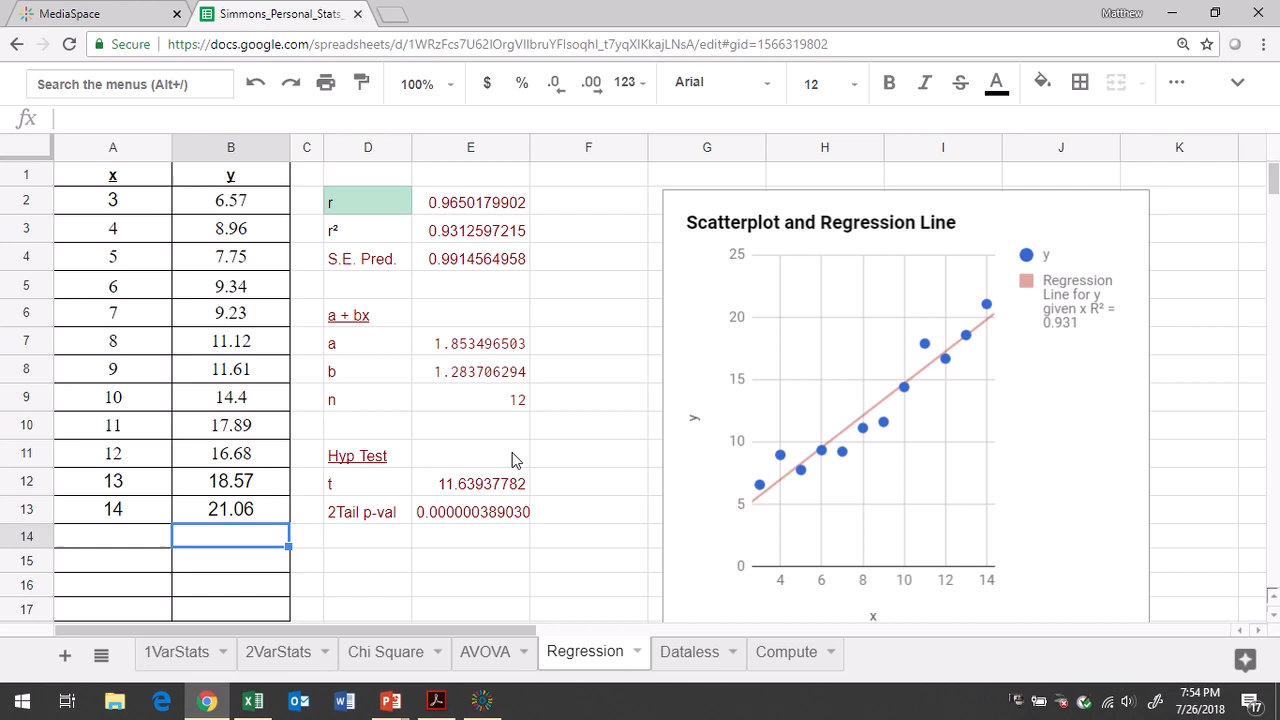 MediaSpace
Simmons_Personal_Stats_
Matthew
Secure
https://docs.google.com/spreadsheets/d/1WRzFcs7U62IOrgVIIbruYFIsoqhl_t7yqXIKkajLNsA/edit#gid=1566319802
Search the menus (Alt+/)
100% $ % .0 .00 123 Arial 12 B I S A
fx
A B C D E F G H I J K
1 x y
2 3 6.57 r 0.9650179902
3 4 8.96 r² 0.9312597215
4 5 7.75 S.E. Pred. 0.9914564958
5 6 9.34
6 7 9.23 a + bx
7 8 11.12 a 1.853496503
8 9 11.61 b 1.283706294
9 10 14.4 n 12
10 11 17.89
11 12 16.68 Hyp Test
12 13 18.57 t 11.63937782
13 14 21.06 2Tail p-val 0.000000389030
14
15
16
17
Scatterplot and Regression Line
25
20
15
10
5
0
4 6 8 10 12 14
y
x
y
Regression
Line for y
given x R² =
0.931
1VarStats 2VarStats Chi Square AVOVA Regression Dataless Compute
7:54 PM
7/26/2018
17